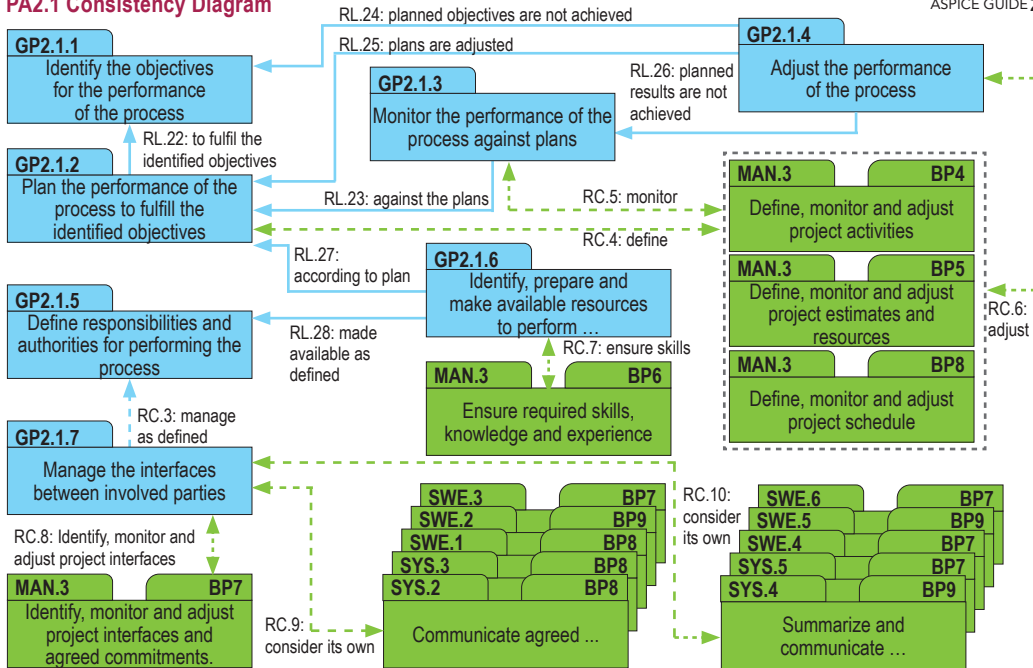 PA2.1 Consistency Diagram
ASPICE GUIDE
RL.24: planned objectives are not achieved
GP2.1.1
Identify the objectives
for the performance
of the process
RL.25: plans are adjusted
GP2.1.4
Adjust the performance
of the process
RL.26: planned
results are not
achieved
GP2.1.3
Monitor the performance of the
process against plans
RL.22: to fulfil the
identified objectives
GP2.1.2
Plan the performance of the
process to fulfill the
identified objectives
RL.23: against the plans
RC.5: monitor
RC.4: define
MAN.3 BP4
Define, monitor and adjust
project activities
MAN.3 BP5
Define, monitor and adjust
project estimates and
resources
MAN.3 BP8
Define, monitor and adjust
project schedule
RC.6:
adjust
RL.27:
according to plan
GP2.1.6
Identify, prepare and
make available resources
to perform ...
GP2.1.5
Define responsibilities and
authorities for performing the
process
RL.28: made
available as
defined
RC.7: ensure skills
MAN.3 BP6
Ensure required skills,
knowledge and experience
RC.3: manage
as defined
GP2.1.7
Manage the interfaces
between involved parties
RC.8: Identify, monitor and
adjust project interfaces
MAN.3 BP7
Identify, monitor and adjust
project interfaces and
agreed commitments.
RC.9:
consider its own
SWE.3 BP7
SWE.2 BP9
SWE.1 BP8
SYS.3 BP8
SYS.2 BP8
Communicate agreed ...
RC.10:
consider
its own
SWE.6 BP7
SWE.5 BP9
SWE.4 BP7
SYS.5 BP7
SYS.4 BP9
Summarize and
communicate ...